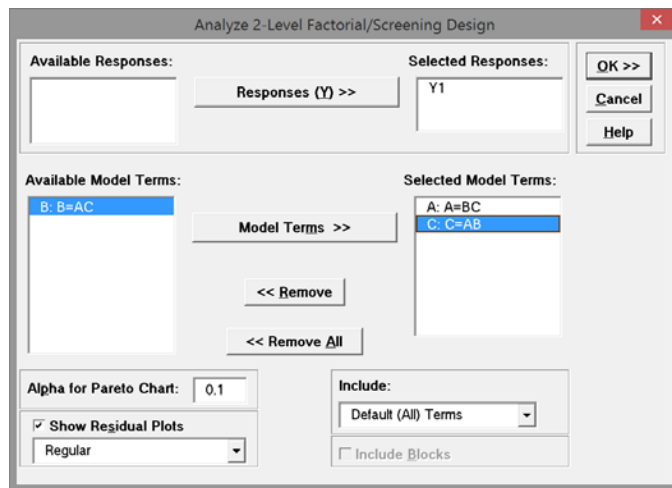 Analyze 2-Level Factorial/Screening Design
Available Responses:
Responses (Y) >>
Selected Responses:
Y1
OK >>
Cancel
Help
Available Model Terms:
B: B=AC
Model Terms >>
<< Remove
<< Remove All
Selected Model Terms:
A: A=BC
C: C=AB
Alpha for Pareto Chart: 0.1
Show Residual Plots
Regular
Include:
Default (All) Terms
Include Blocks